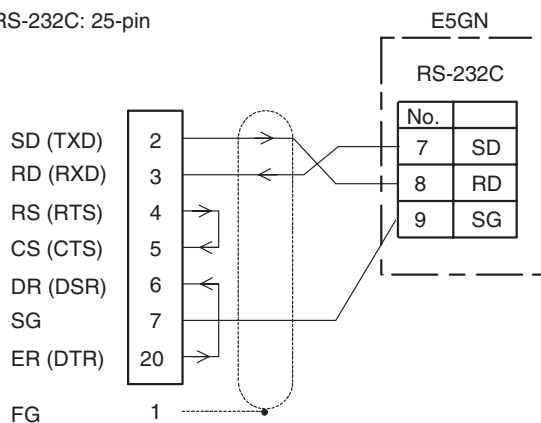 RS-232C: 25-pin
E5GN
RS-232C
No.
SD (TXD) 2
7 SD
RD (RXD) 3
8 RD
RS (RTS) 4
9 SG
CS (CTS) 5
DR (DSR) 6
SG 7
ER (DTR) 20
FG 1